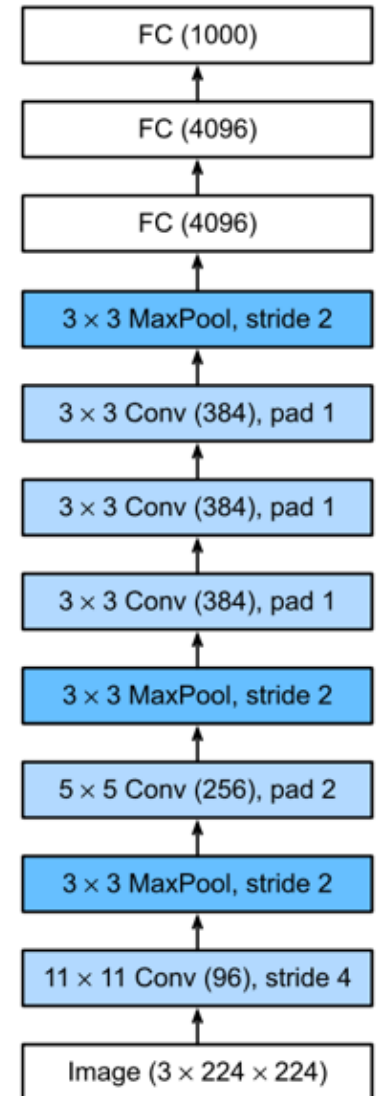 FC (1000)
FC (4096)
FC (4096)
3 × 3 MaxPool, stride 2
3 × 3 Conv (384), pad 1
3 × 3 Conv (384), pad 1
3 × 3 Conv (384), pad 1
3 × 3 MaxPool, stride 2
5 × 5 Conv (256), pad 2
3 × 3 MaxPool, stride 2
11 × 11 Conv (96), stride 4
Image (3 × 224 × 224)